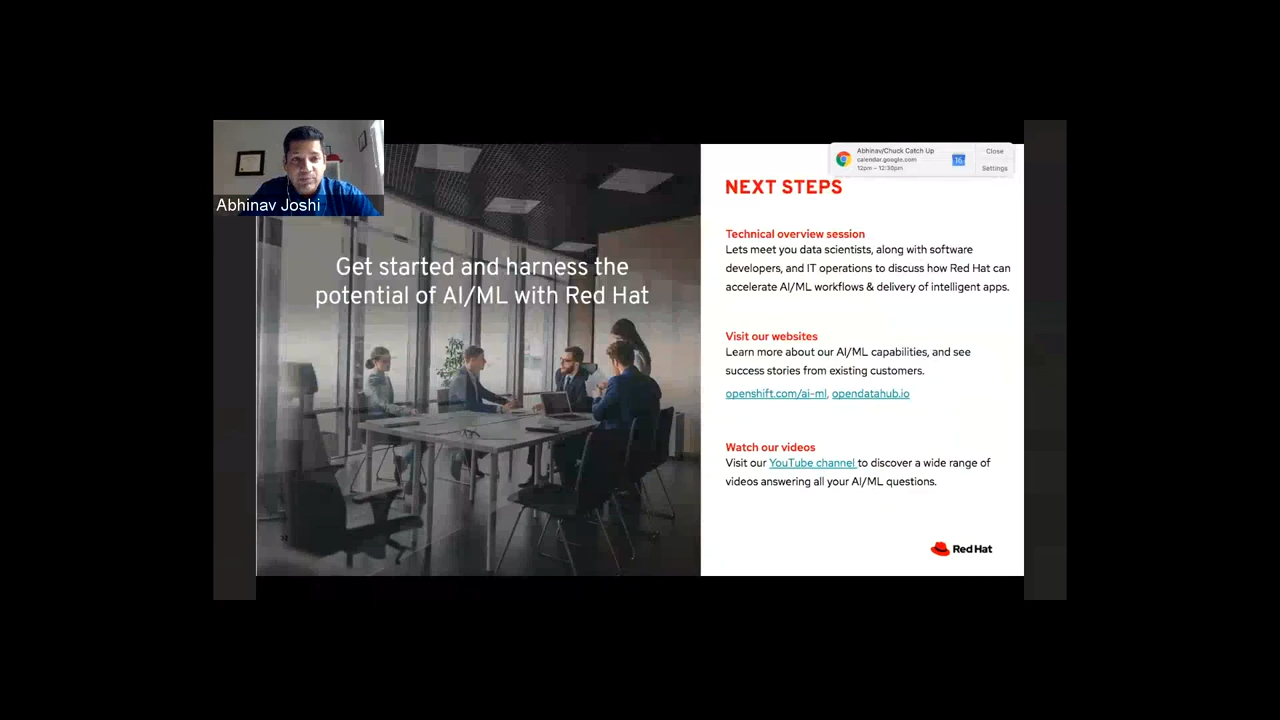 Abhinav Joshi
Get started and harness the
potential of AI/ML with Red Hat
Abhinav/Chuck Catch Up
calendar.google.com
12pm – 12:30pm
16
Close
Settings
NEXT STEPS
Technical overview session
Lets meet you data scientists, along with software
developers, and IT operations to discuss how Red Hat can
accelerate AI/ML workflows & delivery of intelligent apps.
Visit our websites
Learn more about our AI/ML capabilities, and see
success stories from existing customers.
openshift.com/ai-ml, opendatahub.io
Watch our videos
Visit our YouTube channel to discover a wide range of
videos answering all your AI/ML questions.
Red Hat